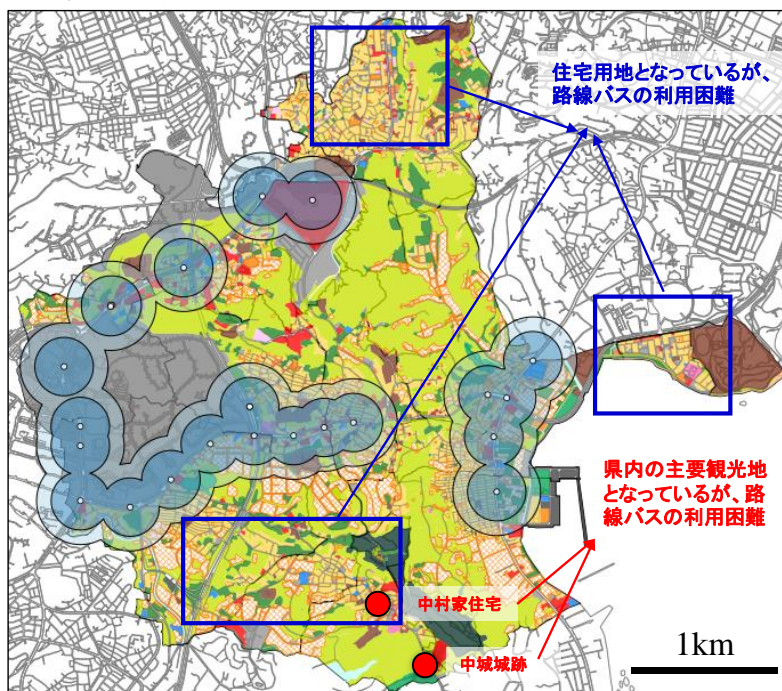 住宅用地となっているが、
路線バスの利用困難
県内の主要観光地
となっているが、路
線バスの利用困難
中村家住宅
中城城跡
1km